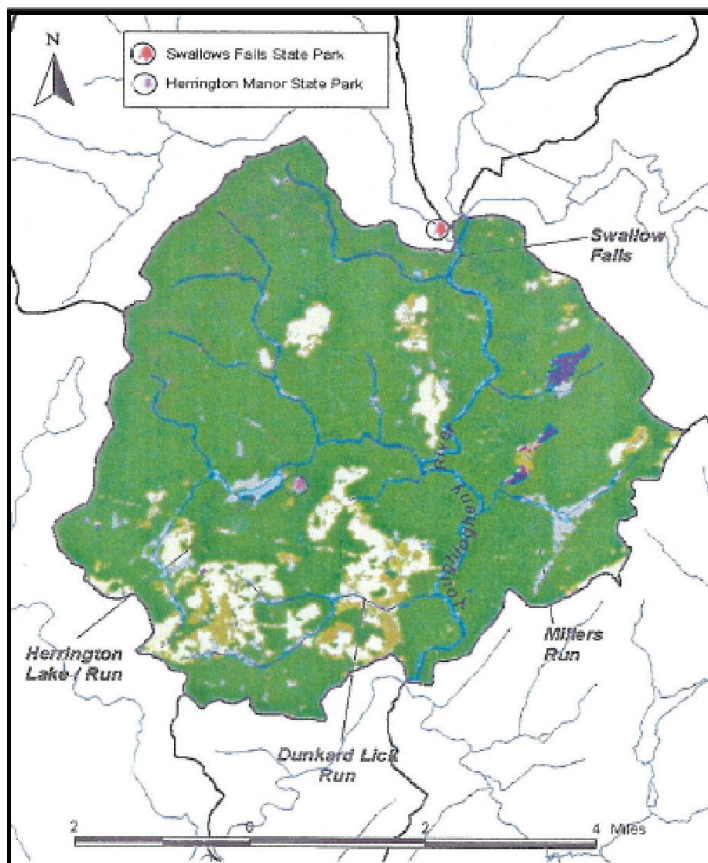 N
Swallows Falls State Park
Herrington Manor State Park
Swallow
Falls
Youghiogheny River
Herrington
Lake / Run
Millers
Run
Dunkard Lick
Run
2 0 2 4 Miles